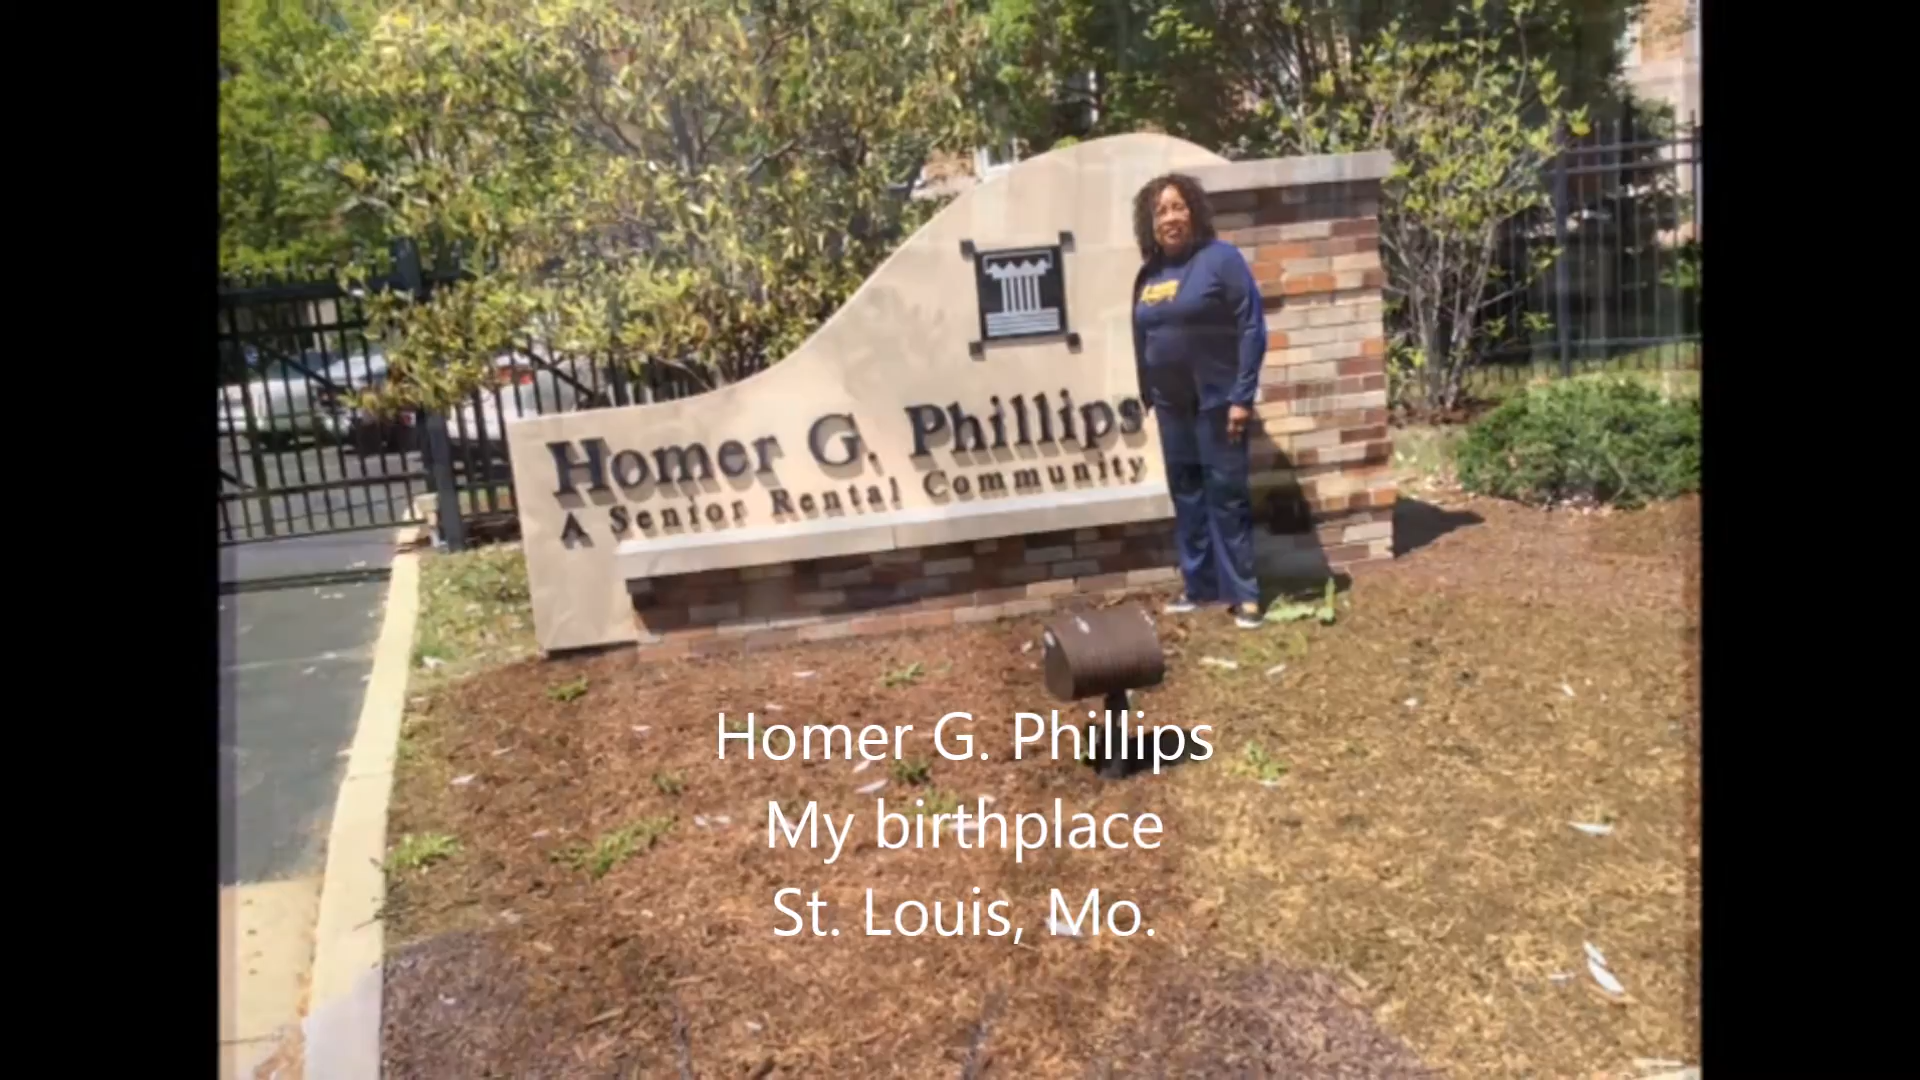 Homer G. Phillips
A Senior Rental Community
Homer G. Phillips
My birthplace
St. Louis, Mo.